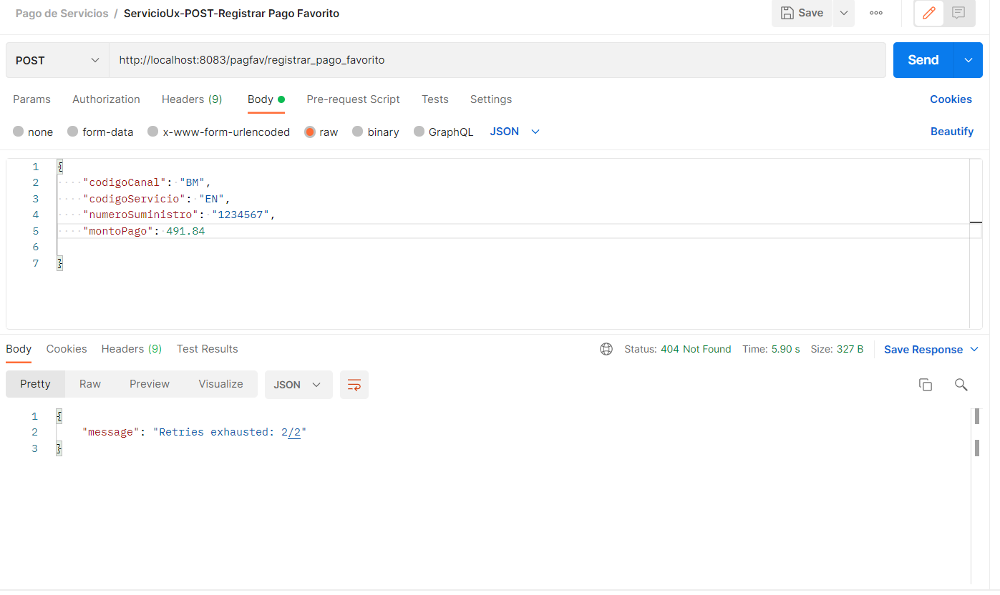 Pago de Servicios / ServicioUx-POST-Registrar Pago Favorito Save
POST http://localhost:8083/pagfav/registrar_pago_favorito Send
Params Authorization Headers (9) Body Pre-request Script Tests Settings Cookies
none form-data x-www-form-urlencoded raw binary GraphQL JSON Beautify
1 {
2 "codigoCanal": "BM",
3 "codigoServicio": "EN",
4 "numeroSuministro": "1234567",
5 "montoPago": 491.84
6
7 }
Body Cookies Headers (9) Test Results Status: 404 Not Found Time: 5.90 s Size: 327 B Save Response
Pretty Raw Preview Visualize JSON
1 {
2 "message": "Retries exhausted: 2/2"
3 }